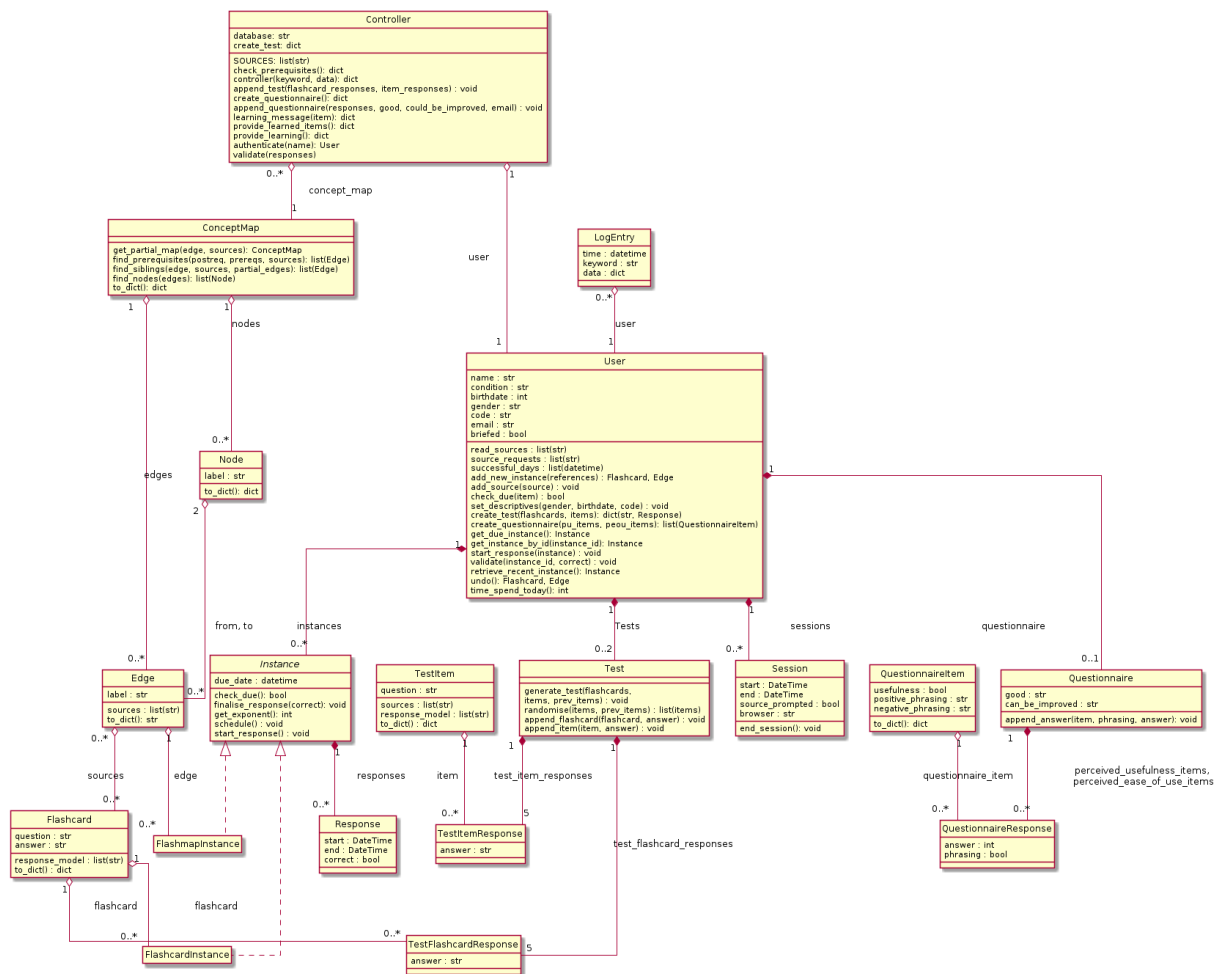 Controller
database: str
create_test: dict
SOURCES: list(str)
check_prerequisites(): dict
controller(keyword, data): dict
append_test(flashcard_responses, item_responses) : void
create_questionnaire(): dict
append_questionnaire(responses, good, could_be_improved, email) : void
learning_message(item): dict
provide_learned_items(): dict
provide_learning(): dict
authenticate(name): User
validate(responses)
0..*
1
concept_map
1
user
1
ConceptMap
get_partial_map(edge, sources): ConceptMap
find_prerequisites(postreq, prereqs, sources): list(Edge)
find_siblings(edge, sources, partial_edges): list(Edge)
find_nodes(edges): list(Node)
to_dict(): dict
1
1
nodes
edges
0..*
0..*
LogEntry
time : datetime
keyword : str
data : dict
0..*
user
1
User
name : str
condition : str
birthdate : int
gender : str
code : str
email : str
briefed : bool
read_sources : list(str)
source_requests : list(str)
successful_days : list(datetime)
add_new_instance(references) : Flashcard, Edge
add_source(source) : void
check_due(item) : bool
set_descriptives(gender, birthdate, code) : void
create_test(flashcards, items): dict(str, Response)
create_questionnaire(pu_items, peou_items): list(QuestionnaireItem)
get_due_instance(): Instance
get_instance_by_id(instance_id): Instance
start_response(instance) : void
validate(instance_id, correct) : void
retrieve_recent_instance(): Instance
undo(): Flashcard, Edge
time_spend_today(): int
Node
label : str
to_dict(): dict
2
from, to
0..*
1
instances
0..*
1
Tests
0..2
1
sessions
0..*
1
questionnaire
0..1
Edge
label : str
sources : list(str)
to_dict(): str
Instance
due_date : datetime
check_due(): bool
finalise_response(correct): void
get_exponent(): int
schedule() : void
start_response() : void
TestItem
question : str
sources: list(str)
response_model : list(str)
to_dict() : dict
Test
generate_test(flashcards,
items, prev_items) : void
randomise(items, prev_items) : list(items)
append_flashcard(flashcard, answer) : void
append_item(item, answer) : void
Session
start : DateTime
end : DateTime
source_prompted : bool
browser : str
end_session(): void
QuestionnaireItem
usefulness : bool
positive_phrasing : str
negative_phrasing : str
to_dict(): dict
Questionnaire
good : str
can_be_improved : str
append_answer(item, phrasing, answer): void
0..*
sources
0..*
1
edge
0..*
1
responses
0..*
1
item
0..*
1
test_item_responses
5
1
test_flashcard_responses
5
1
questionnaire_item
0..*
1
perceived_usefulness_items,
perceived_ease_of_use_items
0..*
Flashcard
question : str
answer : str
response_model : list(str)
to_dict() : dict
FlashmapInstance
Response
start : DateTime
end : DateTime
correct : bool
TestItemResponse
answer : str
QuestionnaireResponse
answer : int
phrasing : bool
1
flashcard
0..*
1
flashcard
0..*
FlashcardInstance
TestFlashcardResponse
answer : str